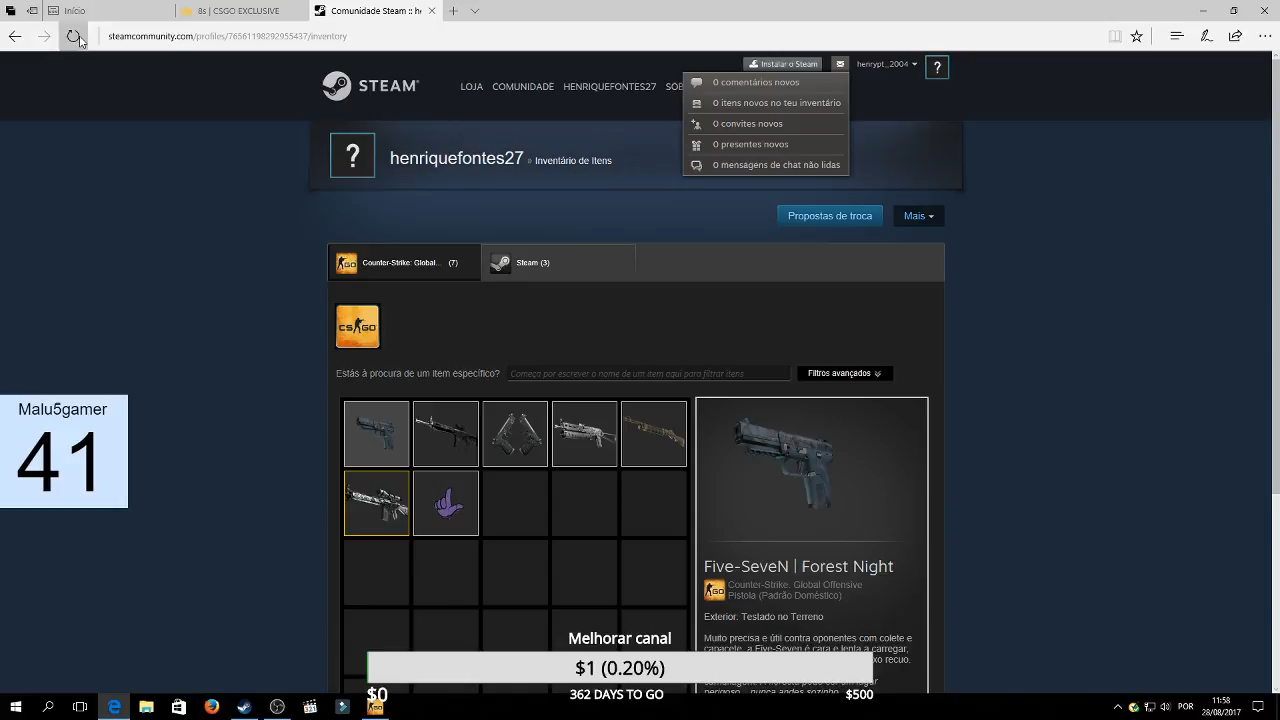 Início
8s | CSGO EXCLUSIVE
Comunidade Steam :: he
steamcommunity.com/profiles/76561198292955437/inventory
Instalar o Steam
henrypt_2004
?
STEAM®
LOJA COMUNIDADE HENRIQUEFONTES27 SOB
0 comentários novos
0 itens novos no teu inventário
0 convites novos
0 presentes novos
0 mensagens de chat não lidas
?
henriquefontes27 » Inventário de Itens
Propostas de troca
Mais
Counter-Strike: Global... (7)
Steam (3)
CS GO
Estás à procura de um item específico?
Começa por escrever o nome de um item aqui para filtrar itens
Filtros avançados
Malu5gamer
41
Five-SeveN | Forest Night
Counter-Strike: Global Offensive
Pistola (Padrão Doméstico)
Exterior: Testado no Terreno
Muito precisa e útil contra oponentes com colete e
capacete, a Five-Seven é cara e lenta a carregar,
xo recuo.
Melhorar canal
$1 (0.20%)
$0
362 DAYS TO GO
$500
POR
11:58
28/08/2017